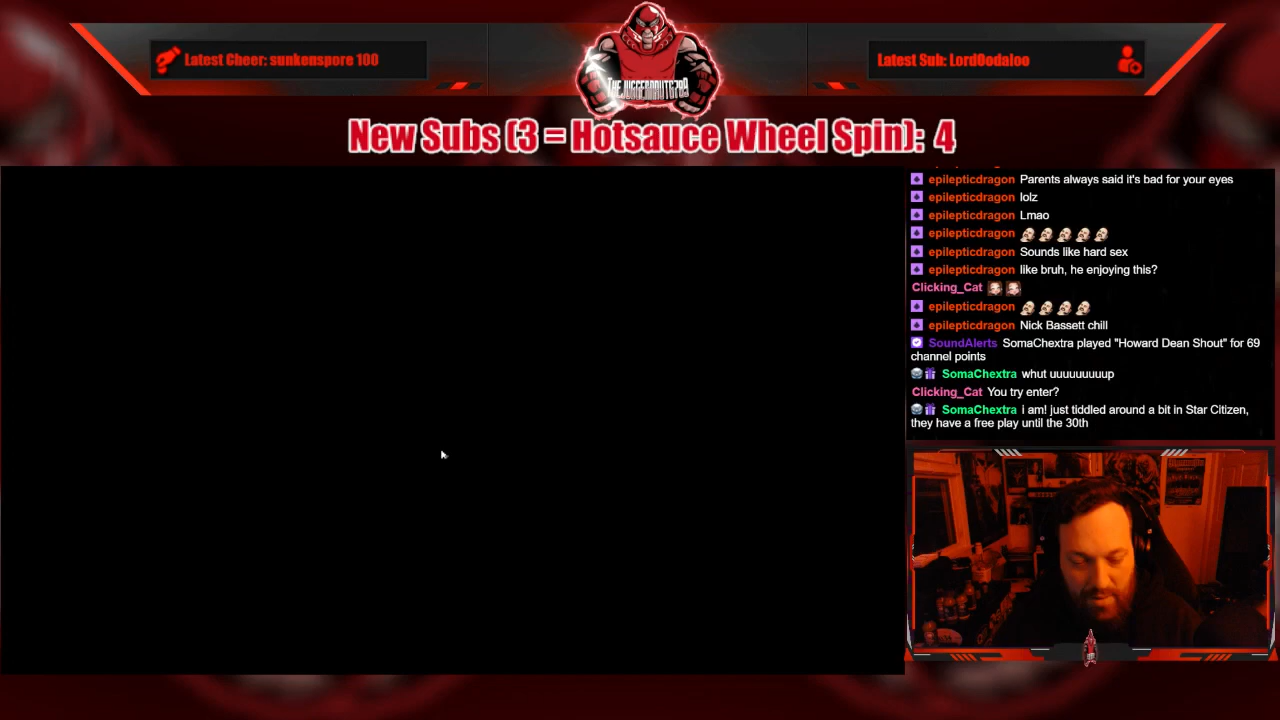 Latest Cheer: sunkenspore 100
THEJUGGERNAUT6789
Latest Sub: LordOodaloo
New Subs (3 = Hotsauce Wheel Spin): 4
epilepticdragon Parents always said it's bad for your eyes
epilepticdragon lolz
epilepticdragon Lmao
epilepticdragon
epilepticdragon Sounds like hard sex
epilepticdragon like bruh, he enjoying this?
Clicking_Cat
epilepticdragon
epilepticdragon Nick Bassett chill
SoundAlerts SomaChextra played "Howard Dean Shout" for 69
channel points
SomaChextra whut uuuuuuuuup
Clicking_Cat You try enter?
SomaChextra i am! just tiddled around a bit in Star Citizen,
they have a free play until the 30th